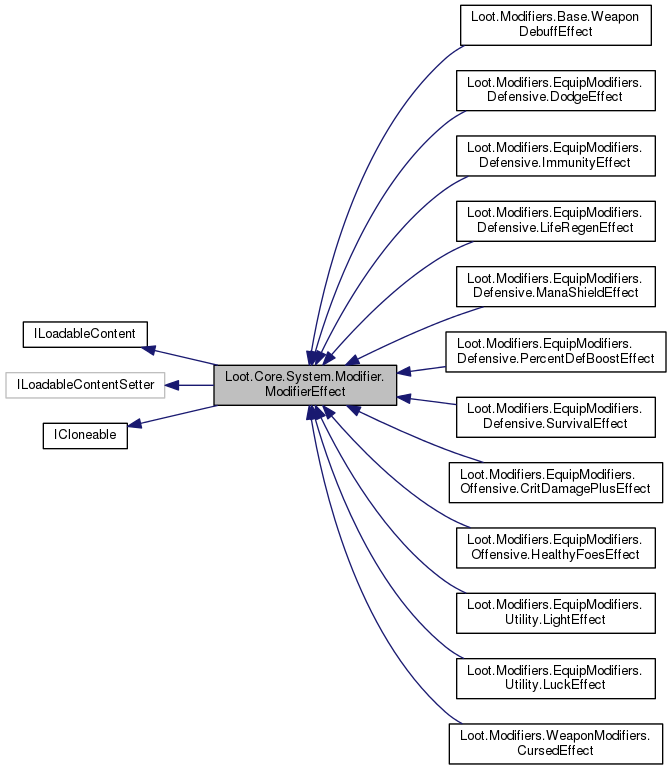 ILoadableContent
ILoadableContentSetter
ICloneable
Loot.Core.System.Modifier.
ModifierEffect
Loot.Modifiers.Base.Weapon
DebuffEffect
Loot.Modifiers.EquipModifiers.
Defensive.DodgeEffect
Loot.Modifiers.EquipModifiers.
Defensive.ImmunityEffect
Loot.Modifiers.EquipModifiers.
Defensive.LifeRegenEffect
Loot.Modifiers.EquipModifiers.
Defensive.ManaShieldEffect
Loot.Modifiers.EquipModifiers.
Defensive.PercentDefBoostEffect
Loot.Modifiers.EquipModifiers.
Defensive.SurvivalEffect
Loot.Modifiers.EquipModifiers.
Offensive.CritDamagePlusEffect
Loot.Modifiers.EquipModifiers.
Offensive.HealthyFoesEffect
Loot.Modifiers.EquipModifiers.
Utility.LightEffect
Loot.Modifiers.EquipModifiers.
Utility.LuckEffect
Loot.Modifiers.WeaponModifiers.
CursedEffect